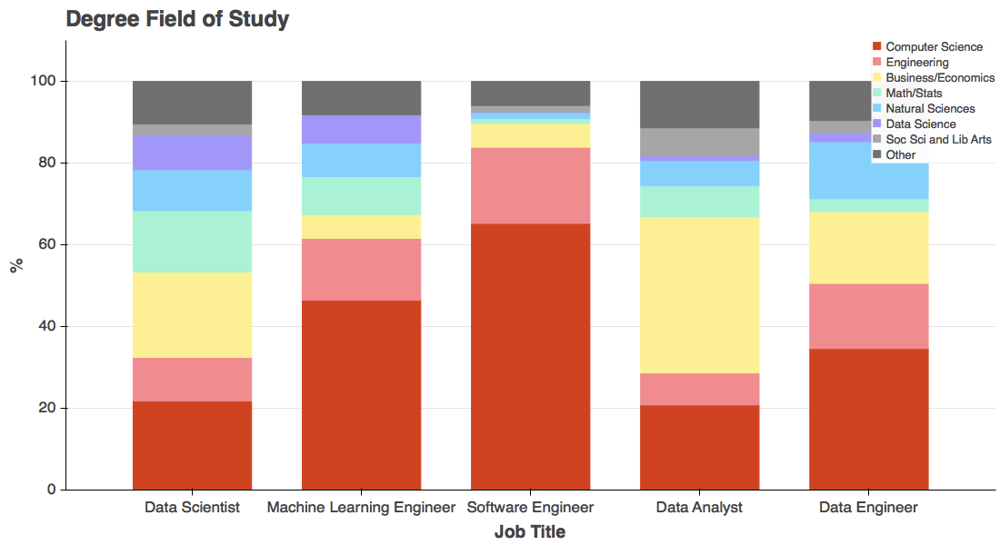 Degree Field of Study
Computer Science
Engineering
Business/Economics
Math/Stats
Natural Sciences
Data Science
Soc Sci and Lib Arts
Other
100
80
60
40
20
0
%
Data Scientist
Machine Learning Engineer
Software Engineer
Data Analyst
Data Engineer
Job Title